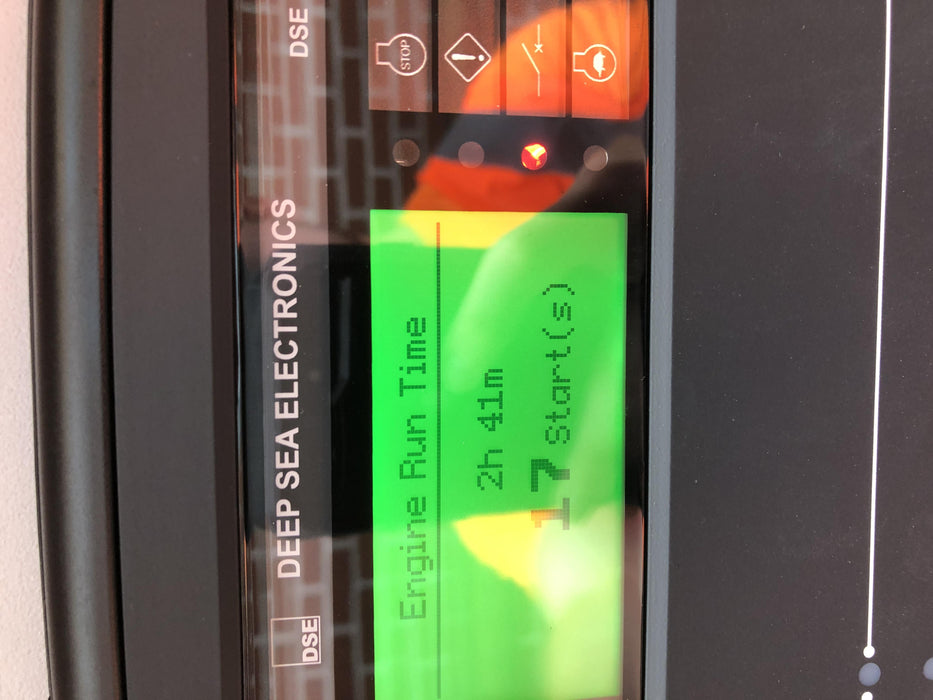 DSE
DEEP SEA ELECTRONICS
DSE
STOP
Engine Run Time
2h 41m
17 Start(s)